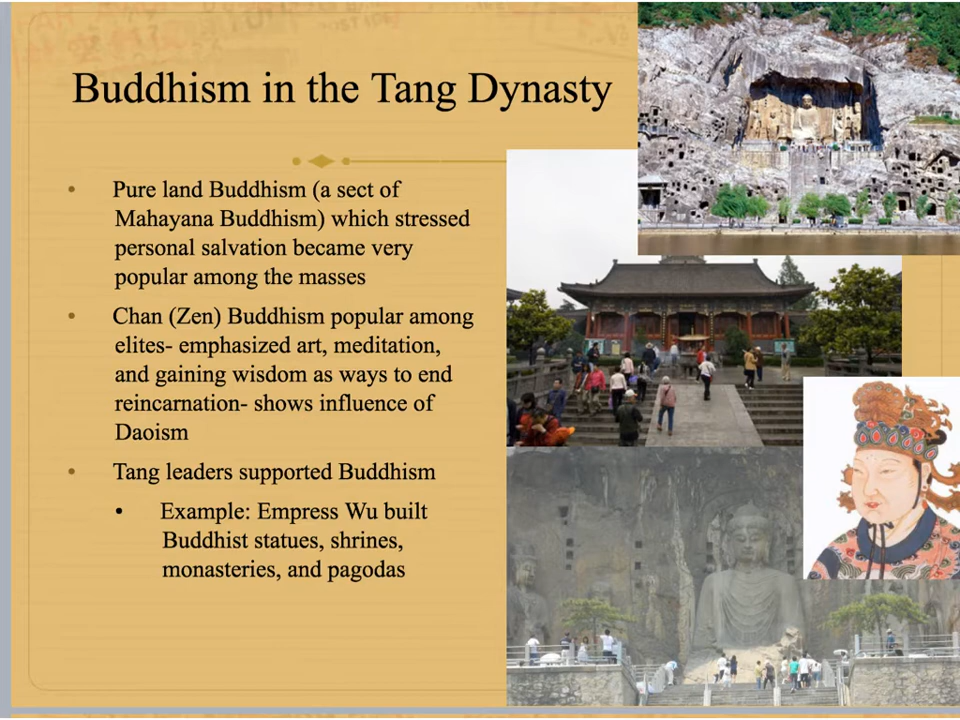 Buddhism in the Tang Dynasty
• Pure land Buddhism (a sect of
Mahayana Buddhism) which stressed
personal salvation became very
popular among the masses
• Chan (Zen) Buddhism popular among
elites- emphasized art, meditation,
and gaining wisdom as ways to end
reincarnation- shows influence of
Daoism
• Tang leaders supported Buddhism
• Example: Empress Wu built
Buddhist statues, shrines,
monasteries, and pagodas